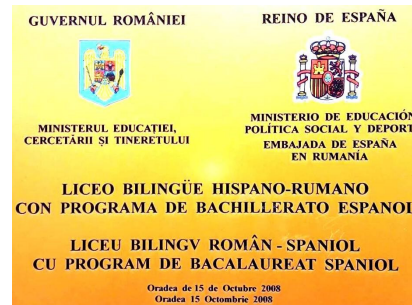 GUVERNUL ROMÂNIEI
REINO DE ESPAÑA
MINISTERUL EDUCAȚIEI,
CERCETĂRII ȘI TINERETULUI
MINISTERIO DE EDUCACIÓN
POLÍTICA SOCIAL Y DEPORT
EMBAJADA DE ESPAÑA
EN RUMANÍA
LICEO BILINGÜE HISPANO-RUMANO
CON PROGRAMA DE BACHILLERATO ESPANOL
LICEU BILINGV ROMÂN - SPANIOL
CU PROGRAM DE BACALAUREAT SPANIOL
Oradea de 15 de Octubre 2008
Oradea 15 Octombrie 2008